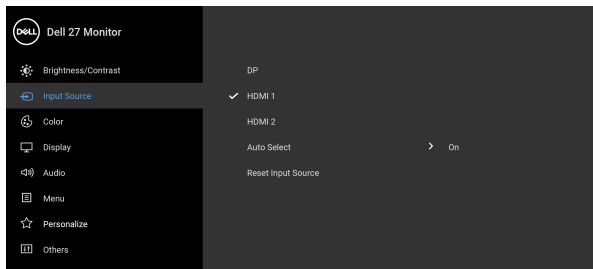 DELL Dell 27 Monitor
Brightness/Contrast DP
Input Source HDMI 1
Color HDMI 2
Display Auto Select On
Audio Reset Input Source
Menu
Personalize
Others